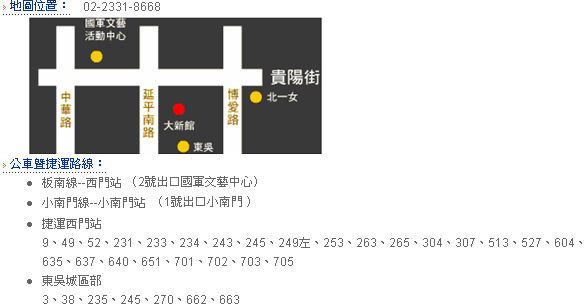 地圖位置： 02-2331-8668
國軍文藝
活動中心
貴陽街
中華路
延平南路
博愛路
北一女
大新館
東吳
公車暨捷運路線：
板南線--西門站 （2號出口國軍文藝中心）
小南門線--小南門站 （1號出口小南門 ）
捷運西門站
9、49、52、231、233、234、243、245、249左、253、263、265、304、307、513、527、604、
635、637、640、651、701、702、703、705
東吳城區部
3、38、235、245、270、662、663